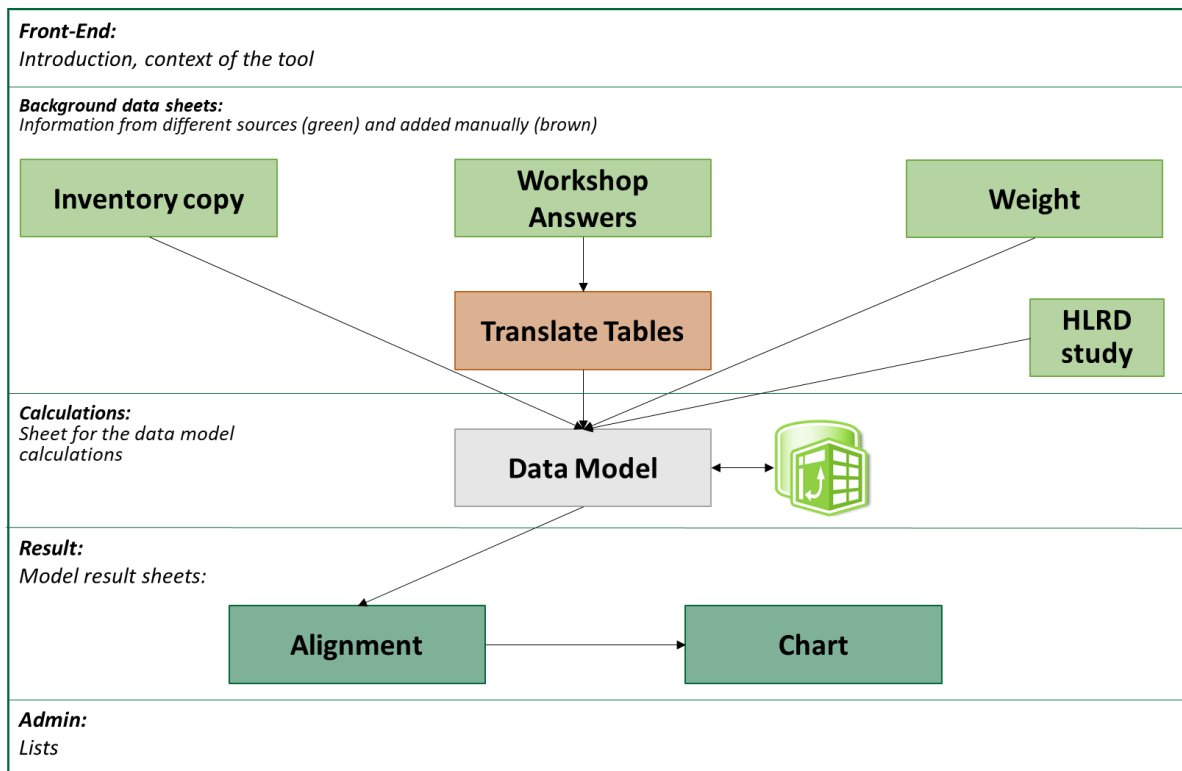 Front-End:
Introduction, context of the tool
Background data sheets:
Information from different sources (green) and added manually (brown)
Inventory copy
Workshop
Answers
Weight
Translate Tables
HLRD
study
Calculations:
Sheet for the data model
calculations
Data Model
Result:
Model result sheets:
Alignment
Chart
Admin:
Lists